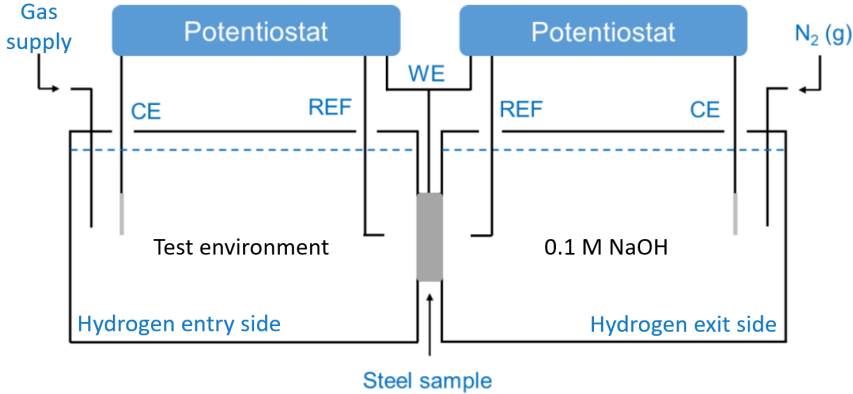 Gas
supply
Potentiostat
Potentiostat
N₂ (g)
WE
CE
REF
REF
CE
Test environment
0.1 M NaOH
Hydrogen entry side
Hydrogen exit side
Steel sample